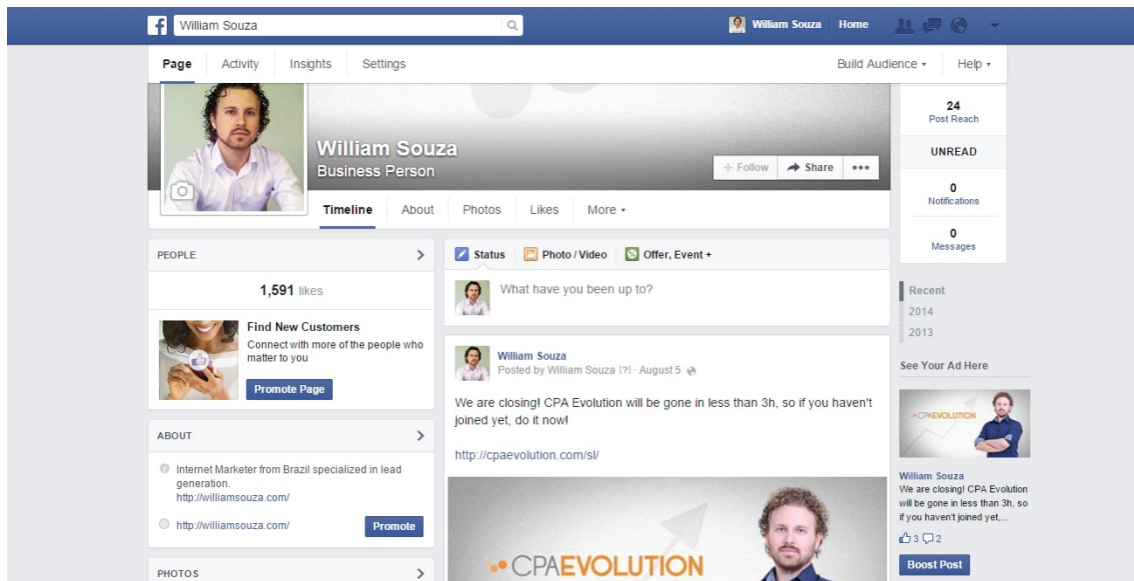 William Souza
William Souza Home
Page Activity Insights Settings Build Audience Help
William Souza
Business Person
+ Follow Share •••
Timeline About Photos Likes More
24
Post Reach
UNREAD
0
Notifications
0
Messages
Recent
2014
2013
PEOPLE
1,591 likes
Find New Customers
Connect with more of the people who
matter to you
Promote Page
ABOUT
Internet Marketer from Brazil specialized in lead
generation.
http://williamsouza.com/
http://williamsouza.com/ Promote
PHOTOS
Status Photo / Video Offer, Event +
What have you been up to?
William Souza
Posted by William Souza [?] · August 5
We are closing! CPA Evolution will be gone in less than 3h, so if you haven't
joined yet, do it now!
http://cpaevolution.com/sl/
CPAEVOLUTION
See Your Ad Here
CPAEVOLUTION
William Souza
We are closing! CPA Evolution
will be gone in less than 3h, so
if you haven't joined yet,...
3 2
Boost Post